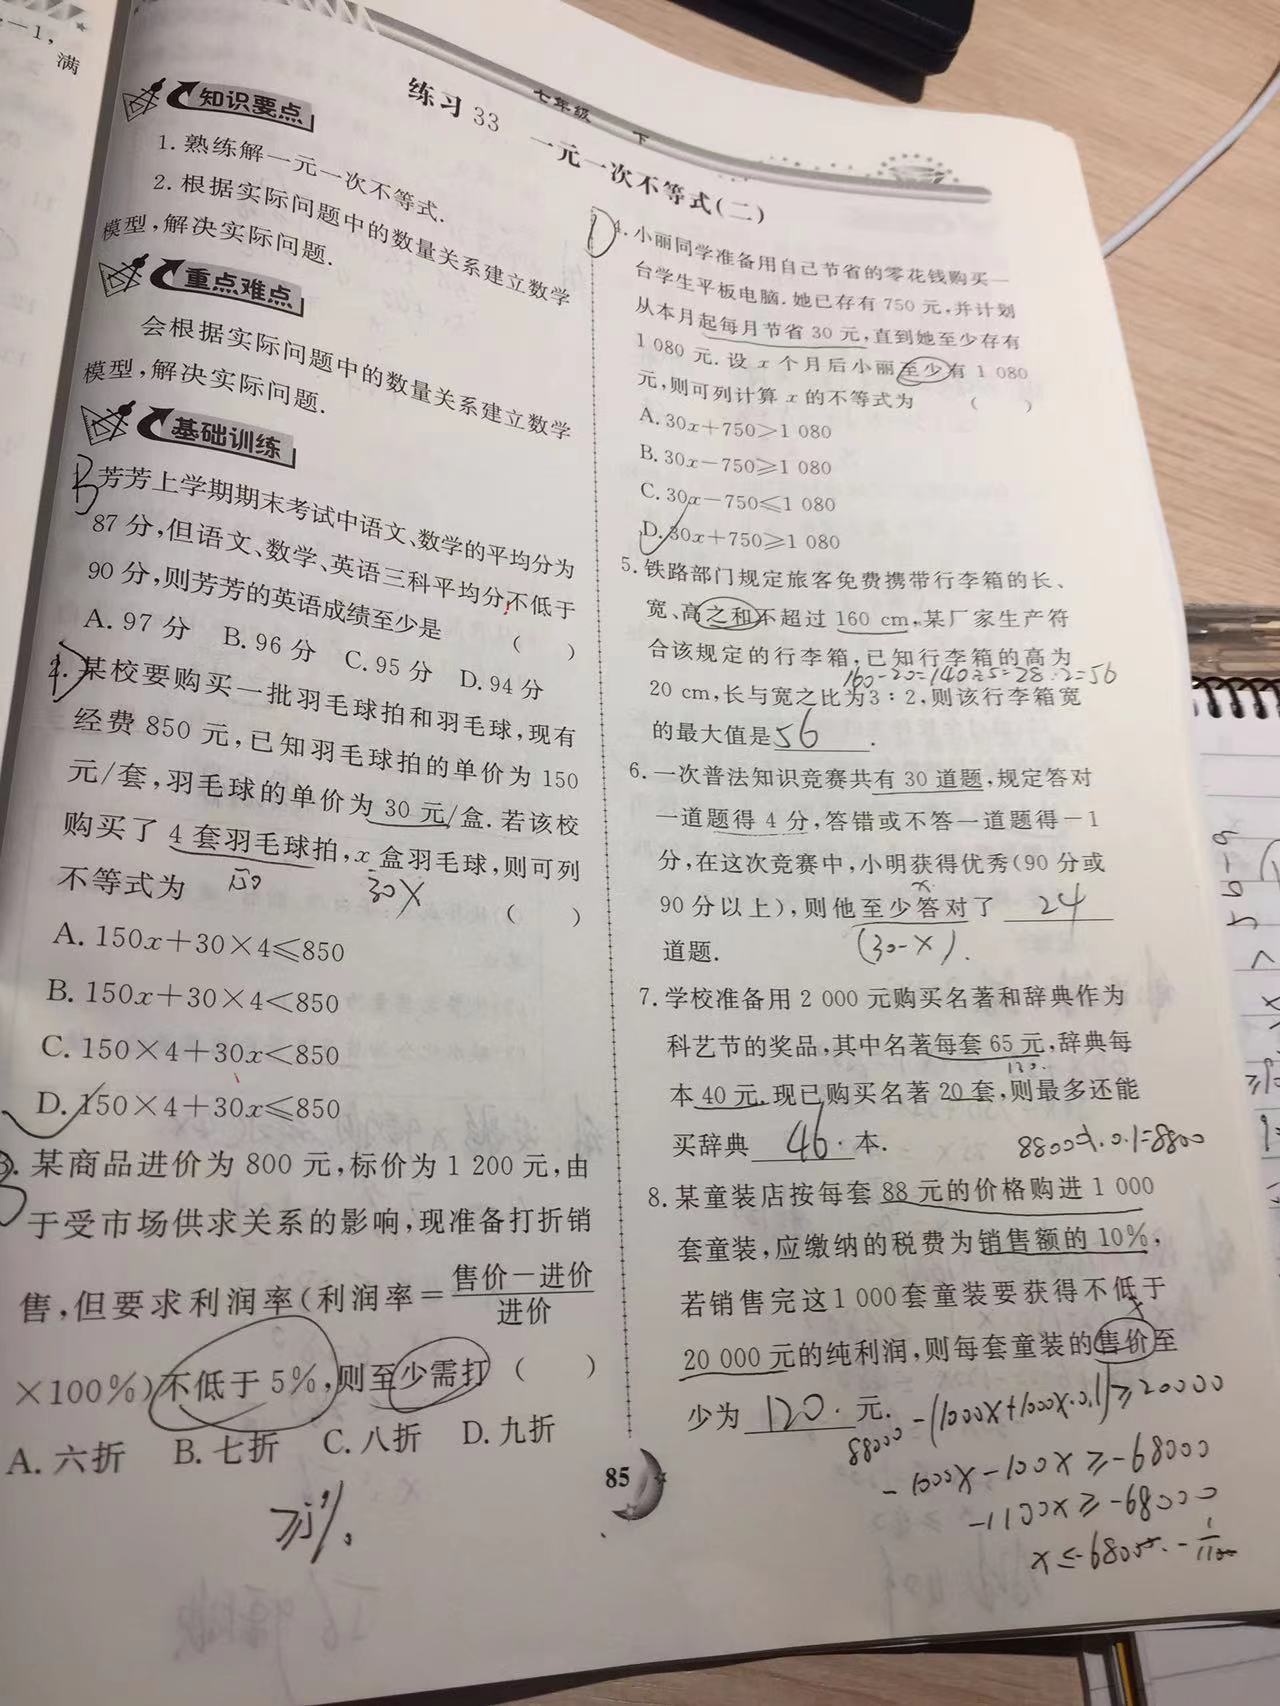 -1,
满
七年级 下
练习 33 一元一次不等式(二)
知识要点
1. 熟练解一元一次不等式.
2. 根据实际问题中的数量关系建立数学
模型,解决实际问题.
重点难点
会根据实际问题中的数量关系建立数学
模型,解决实际问题.
基础训练
B
芳芳上学期期末考试中语文、数学的平均分为
87 分,但语文、数学、英语三科平均分不低于
90 分,则芳芳的英语成绩至少是 ( )
A. 97 分 B. 96 分 C. 95 分 D. 94 分
D
某校要购买一批羽毛球拍和羽毛球,现有
经费 850 元,已知羽毛球拍的单价为 150
元/套,羽毛球的单价为 30 元/盒. 若该校
购买了 4 套羽毛球拍,x 盒羽毛球,则可列
不等式为 ( )
150 30X
A. 150x+30×4≤850
B. 150x+30×4<850
C. 150×4+30x<850
D. 150×4+30x≤850
B
某商品进价为 800 元,标价为 1 200 元,由
于受市场供求关系的影响,现准备打折销
售,但要求利润率(利润率=售价-进价
进价
×100%)不低于 5%,则至少需打 ( )
A. 六折 B. 七折 C. 八折 D. 九折
≥5%
D
4. 小丽同学准备用自己节省的零花钱购买一
台学生平板电脑. 她已存有 750 元,并计划
从本月起每月节省 30 元,直到她至少存有
1 080 元. 设 x 个月后小丽至少有 1 080
元,则可列计算 x 的不等式为 ( )
A. 30x+750>1 080
B. 30x-750≥1 080
C. 30x-750≤1 080
D. 30x+750≥1 080
5. 铁路部门规定旅客免费携带行李箱的长、
宽、高之和不超过 160 cm,某厂家生产符
合该规定的行李箱,已知行李箱的高为
160-20=140÷5=28·2=56
20 cm,长与宽之比为3∶2,则该行李箱宽
的最大值是 56 .
6. 一次普法知识竞赛共有 30 道题,规定答对
一道题得 4 分,答错或不答一道题得-1
分,在这次竞赛中,小明获得优秀(90 分或
x
90 分以上),则他至少答对了 24
(30-X)
道题.
7. 学校准备用 2 000 元购买名著和辞典作为
科艺节的奖品,其中名著每套 65 元,辞典每
本 40 元. 现已购买名著 20 套,则最多还能
买辞典 46 本.
8. 某童装店按每套 88 元的价格购进 1 000
套童装,应缴纳的税费为销售额的 10%,
若销售完这1 000套童装要获得不低于
x
20 000 元的纯利润,则每套童装的售价至
少为 120 元.
88000-(1000X+1000X·0.1)≥20000
-1000X-100X≥-68000
-1100X≥-68000
85